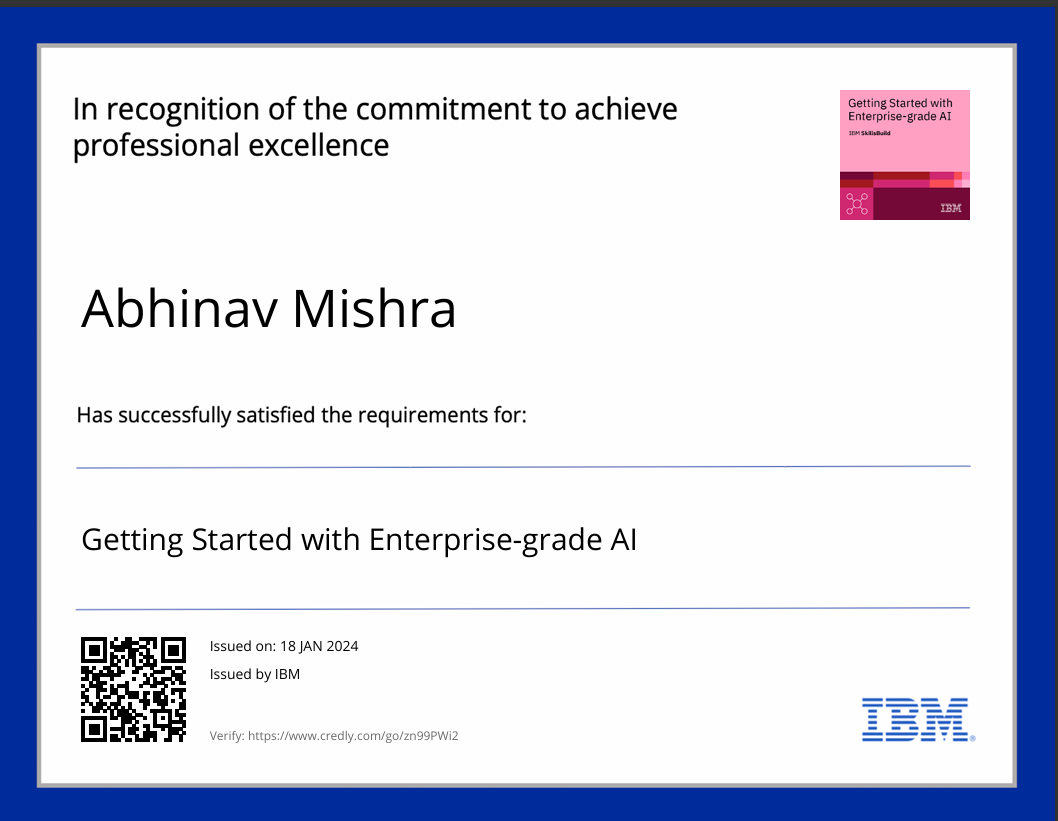 In recognition of the commitment to achieve
professional excellence
Getting Started with
Enterprise-grade AI
IBM SkillsBuild
IBM
Abhinav Mishra
Has successfully satisfied the requirements for:
Getting Started with Enterprise-grade AI
Issued on: 18 JAN 2024
Issued by IBM
Verify: https://www.credly.com/go/zn99PWi2
IBM®